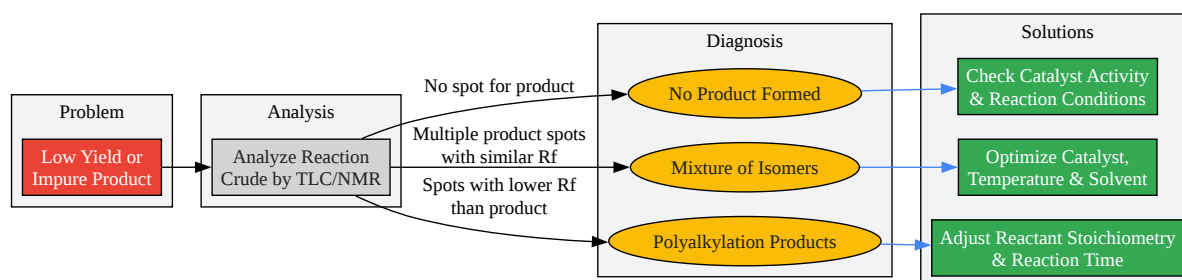 Problem
Low Yield or
Impure Product
Analysis
Analyze Reaction
Crude by TLC/NMR
No spot for product
Multiple product spots
with similar Rf
Spots with lower Rf
than product
Diagnosis
No Product Formed
Mixture of Isomers
Polyalkylation Products
Solutions
Check Catalyst Activity
& Reaction Conditions
Optimize Catalyst,
Temperature & Solvent
Adjust Reactant Stoichiometry
& Reaction Time